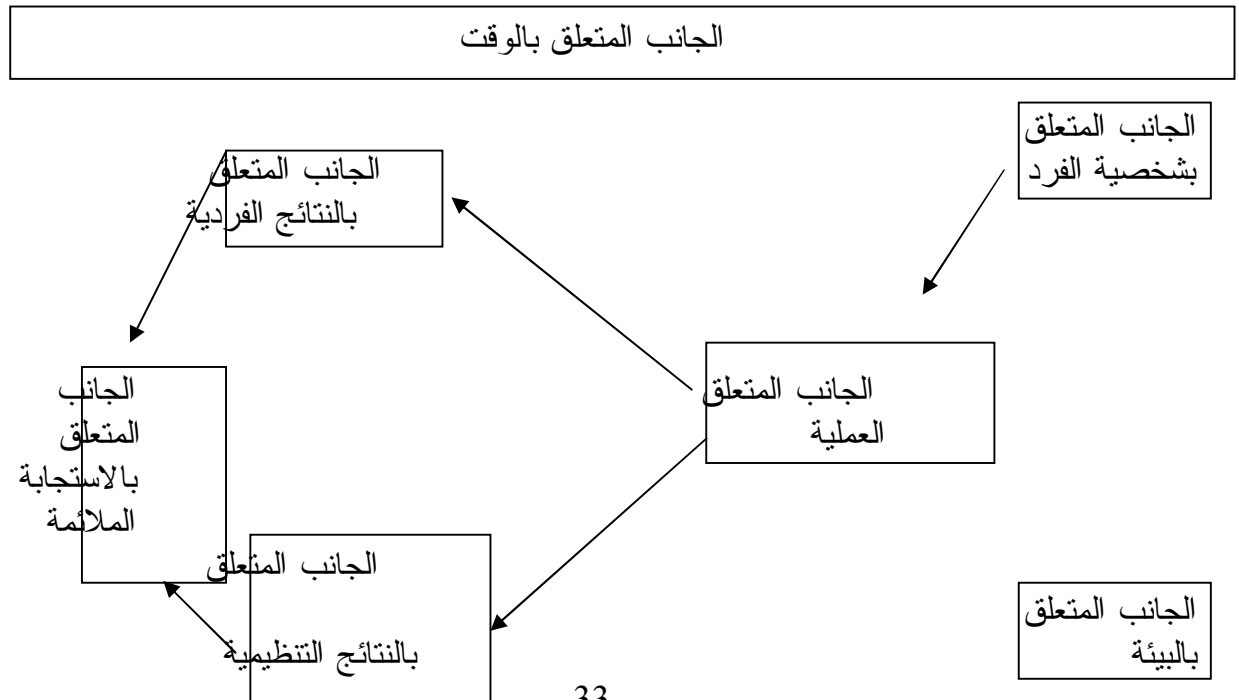 الجانب المتعلق بالوقت
الجانب المتعلق
بشخصية الفرد
الجانب المتعلق
بالنتائج الفردية
الجانب المتعلق
العملية
الجانب
المتعلق
بالاستجابة
الملائمة
الجانب المتعلق
بالنتائج التنظيمية
الجانب المتعلق
بالبيئة
33